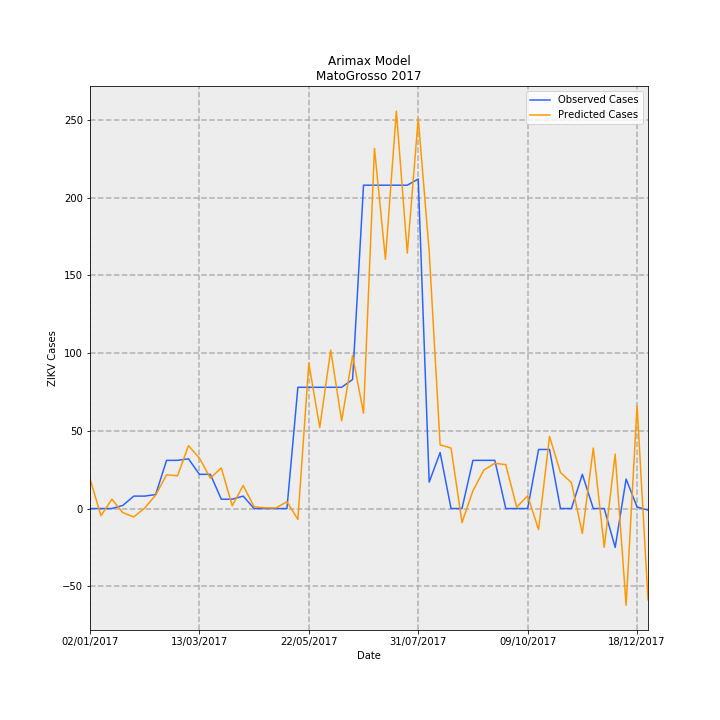 Arimax Model
MatoGrosso 2017
Observed Cases
Predicted Cases
250
200
150
100
50
0
−50
ZIKV Cases
02/01/2017 13/03/2017 22/05/2017 31/07/2017 09/10/2017 18/12/2017
Date